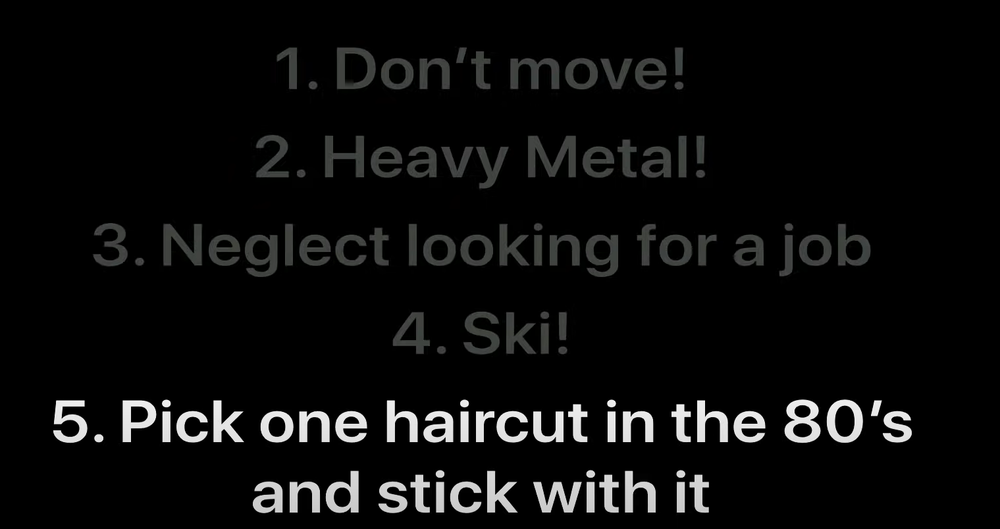 1. Don’t move!
2. Heavy Metal!
3. Neglect looking for a job
4. Ski!
5. Pick one haircut in the 80’s
and stick with it